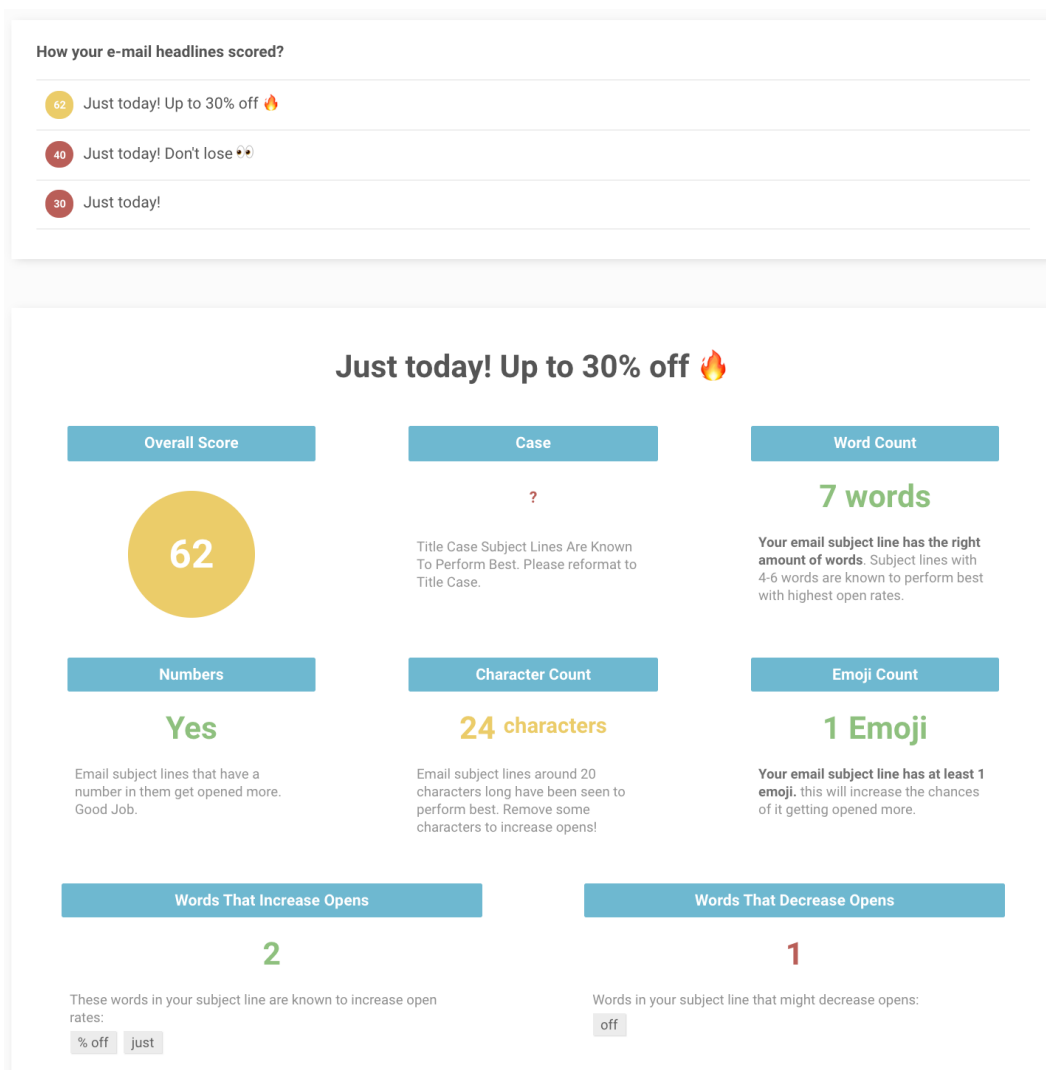 How your e-mail headlines scored?
62 Just today! Up to 30% off 🔥
40 Just today! Don't lose 👀
30 Just today!
Just today! Up to 30% off 🔥
Overall Score
62
Case
?
Title Case Subject Lines Are Known
To Perform Best. Please reformat to
Title Case.
Word Count
7 words
Your email subject line has the right
amount of words. Subject lines with
4-6 words are known to perform best
with highest open rates.
Numbers
Yes
Email subject lines that have a
number in them get opened more.
Good Job.
Character Count
24 characters
Email subject lines around 20
characters long have been seen to
perform best. Remove some
characters to increase opens!
Emoji Count
1 Emoji
Your email subject line has at least 1
emoji. this will increase the chances
of it getting opened more.
Words That Increase Opens
2
These words in your subject line are known to increase open
rates:
% off just
Words That Decrease Opens
1
Words in your subject line that might decrease opens:
off